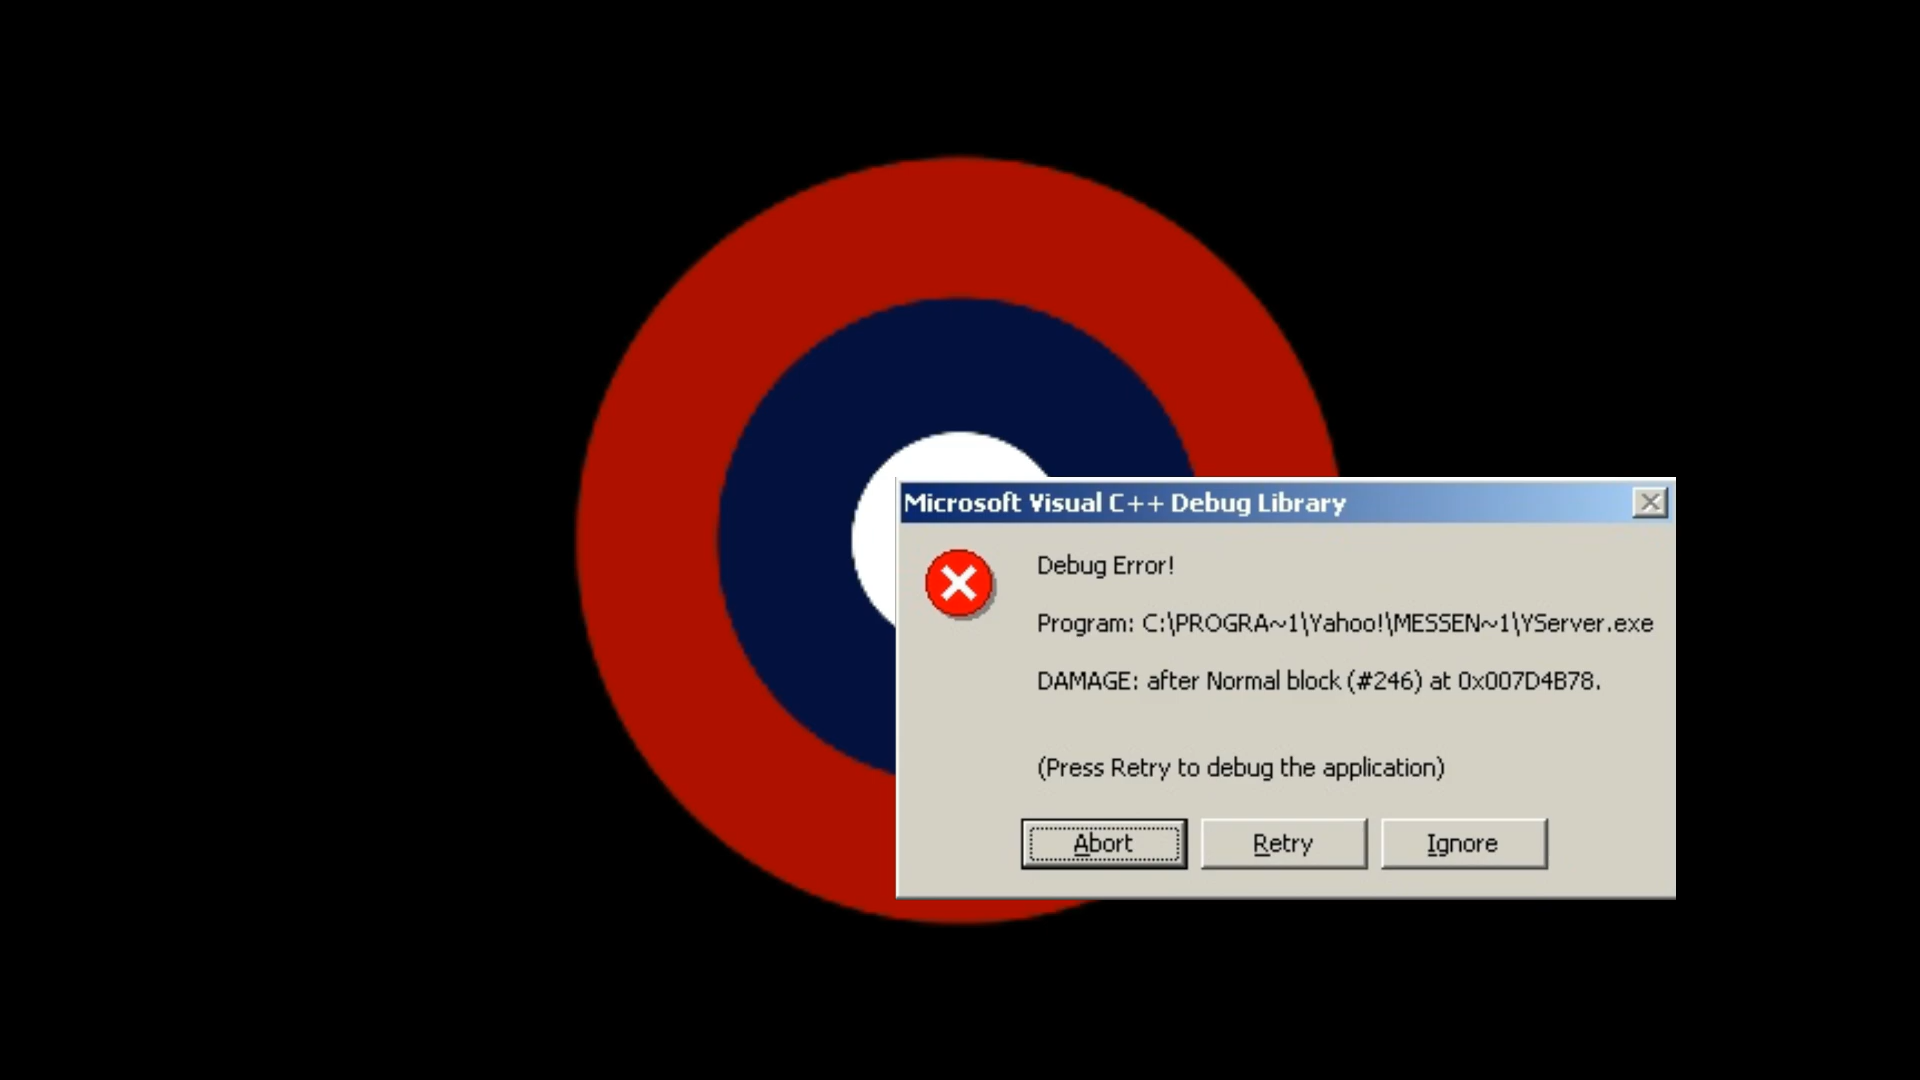 Microsoft Visual C++ Debug Library
Debug Error!
Program: C:\PROGRA~1\Yahoo!\MESSEN~1\YServer.exe
DAMAGE: after Normal block (#246) at 0x007D4B78.
(Press Retry to debug the application)
Abort Retry Ignore